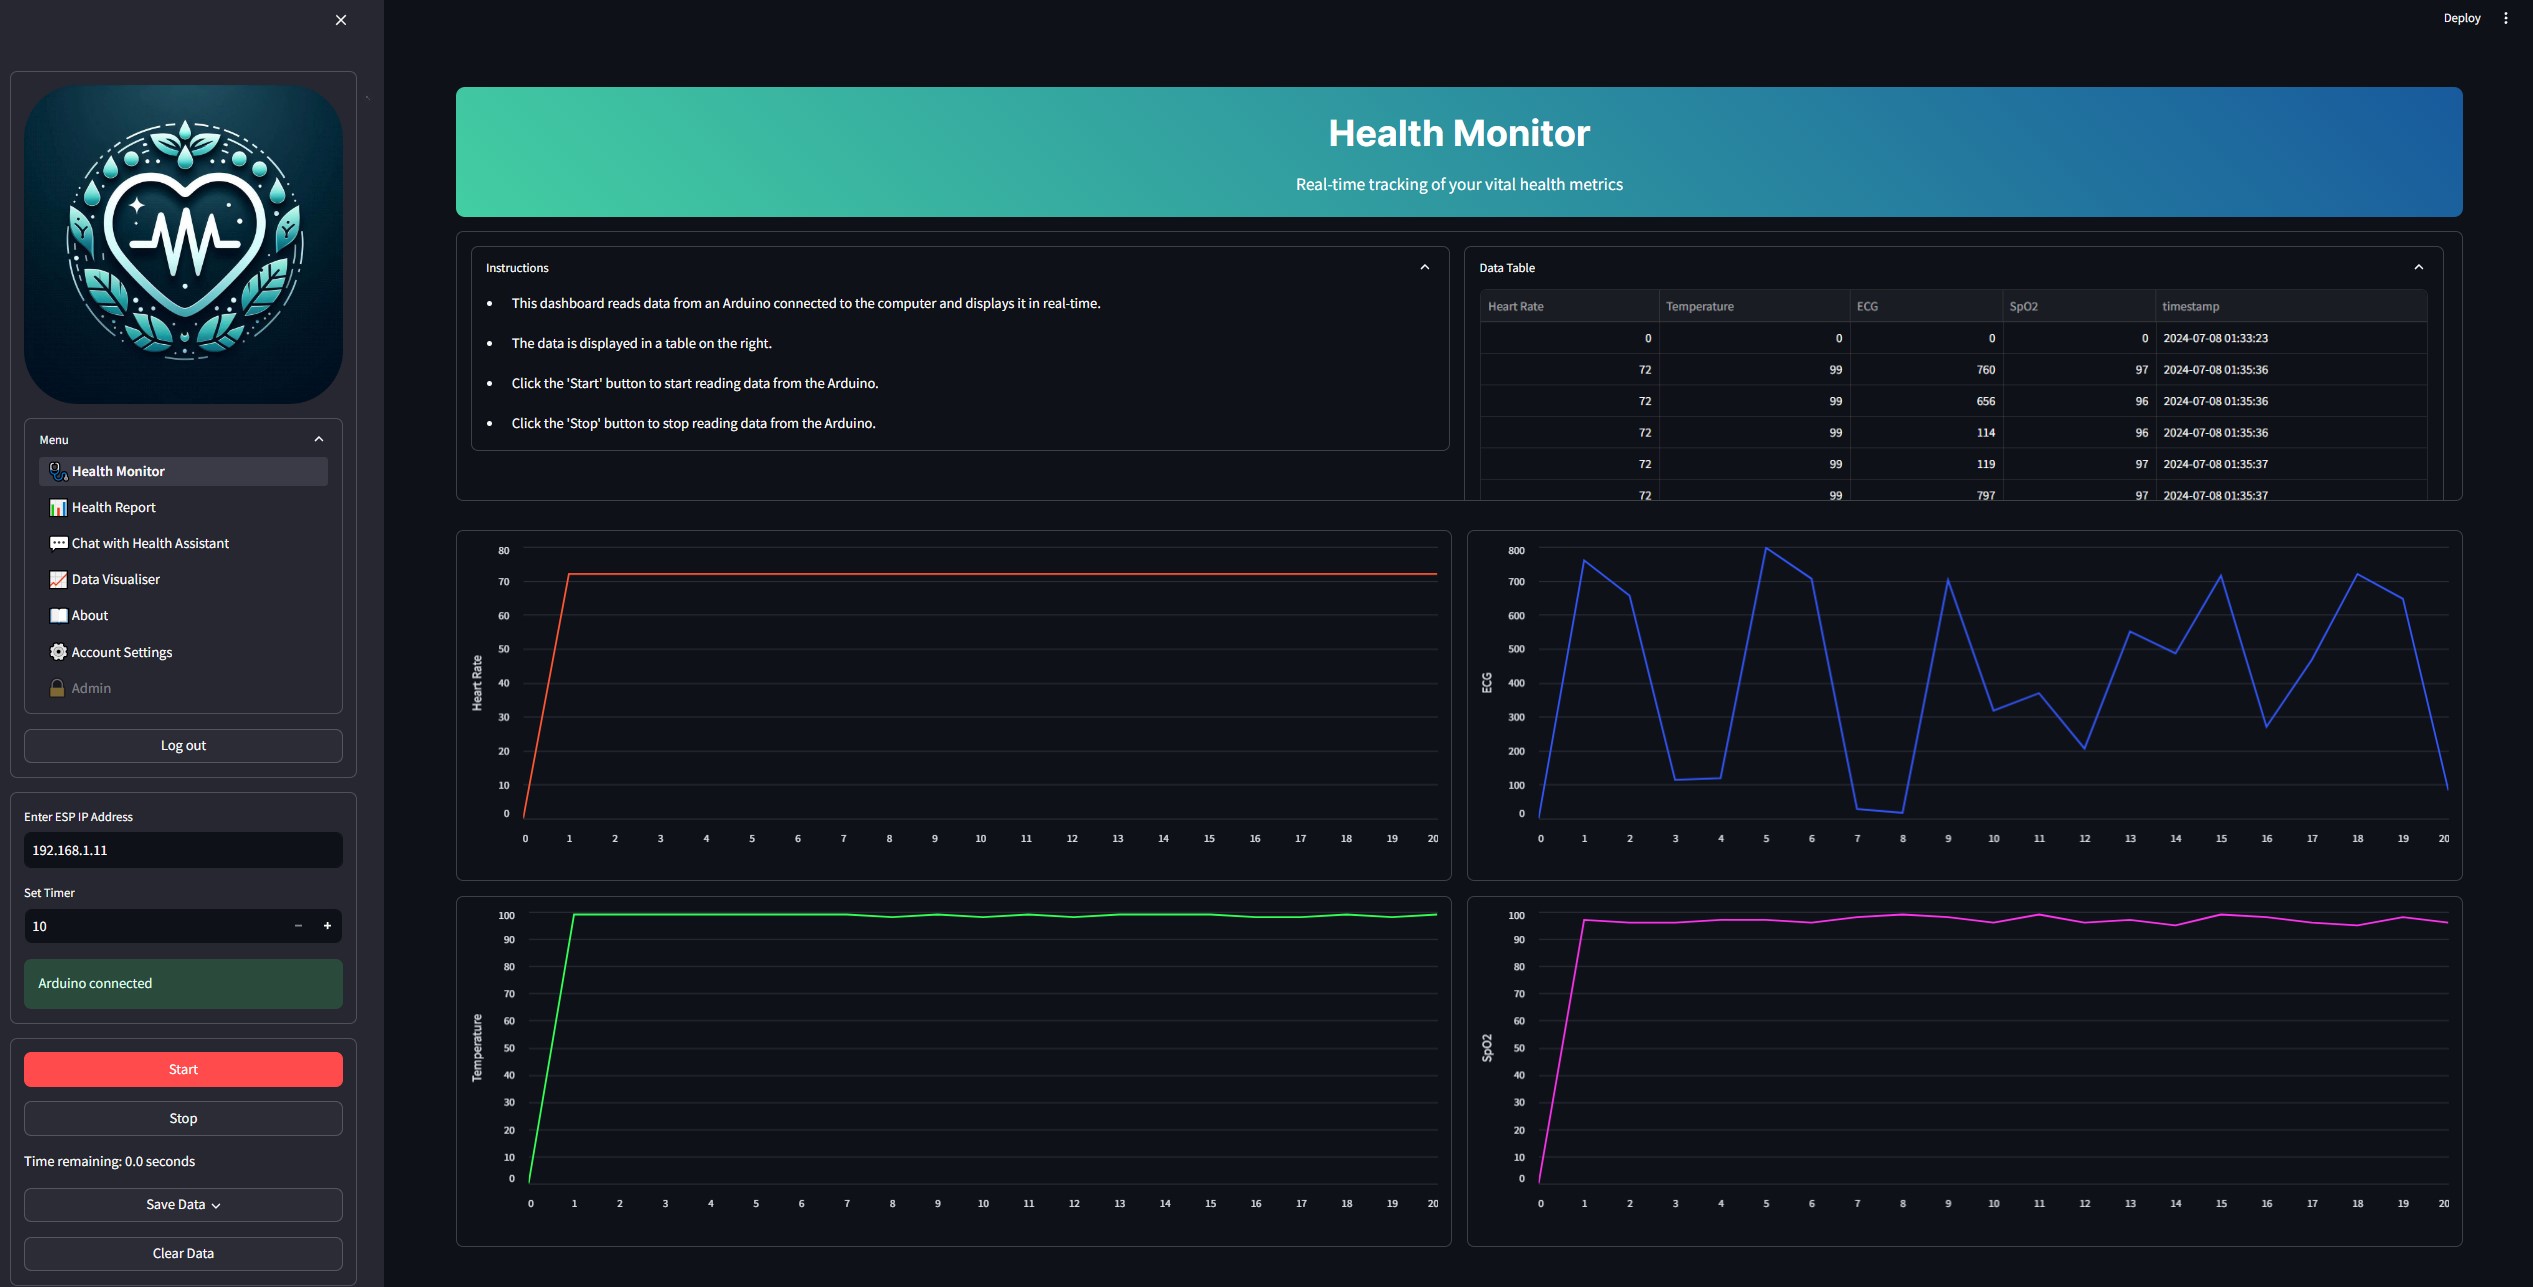 Deploy
Health Monitor
Real-time tracking of your vital health metrics
Menu
Health Monitor
Health Report
Chat with Health Assistant
Data Visualiser
About
Account Settings
Admin
Log out
Enter ESP IP Address
192.168.1.11
Set Timer
10
Arduino connected
Start
Stop
Time remaining: 0.0 seconds
Save Data
Clear Data
Instructions
This dashboard reads data from an Arduino connected to the computer and displays it in real-time.
The data is displayed in a table on the right.
Click the 'Start' button to start reading data from the Arduino.
Click the 'Stop' button to stop reading data from the Arduino.
Data Table
Heart Rate Temperature ECG SpO2 timestamp
0 0 0 0 2024-07-08 01:33:23
72 99 760 97 2024-07-08 01:35:36
72 99 656 96 2024-07-08 01:35:36
72 99 114 96 2024-07-08 01:35:36
72 99 119 97 2024-07-08 01:35:37
72 99 797 97 2024-07-08 01:35:37
Heart Rate
80
70
60
50
40
30
20
10
0
0 1 2 3 4 5 6 7 8 9 10 11 12 13 14 15 16 17 18 19 20
ECG
800
700
600
500
400
300
200
100
0
0 1 2 3 4 5 6 7 8 9 10 11 12 13 14 15 16 17 18 19 20
Temperature
100
90
80
70
60
50
40
30
20
10
0
0 1 2 3 4 5 6 7 8 9 10 11 12 13 14 15 16 17 18 19 20
SpO2
100
90
80
70
60
50
40
30
20
10
0
0 1 2 3 4 5 6 7 8 9 10 11 12 13 14 15 16 17 18 19 20